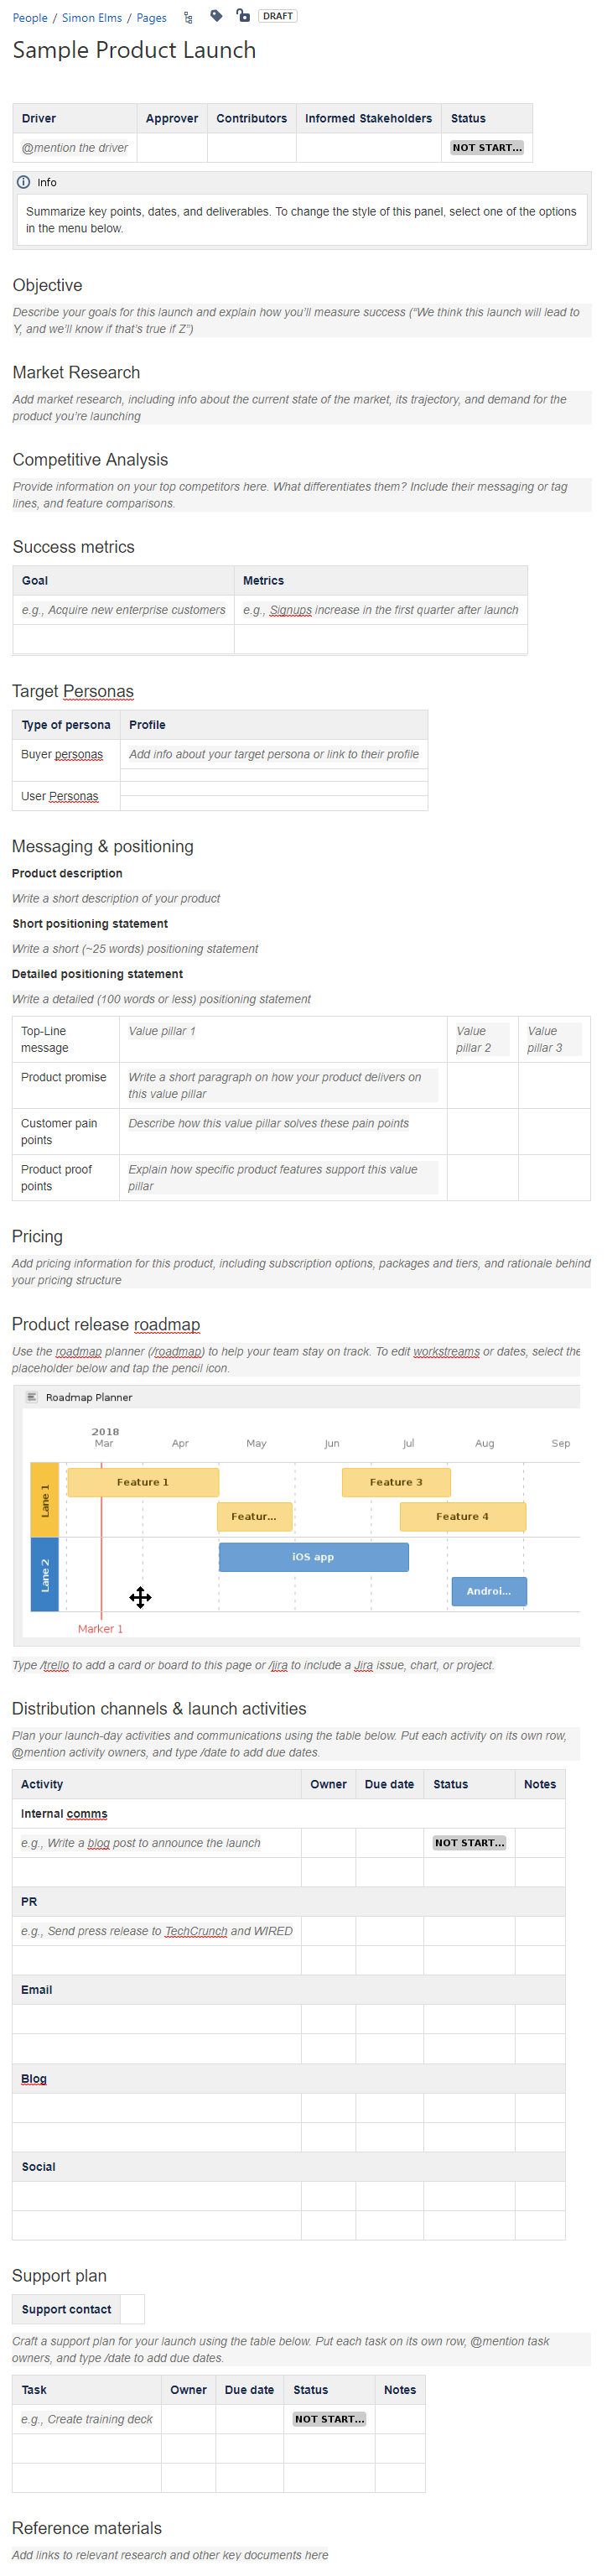 People / Simon Elms / Pages DRAFT
Sample Product Launch
Driver Approver Contributors Informed Stakeholders Status
@mention the driver NOT START...
Info
Summarize key points, dates, and deliverables. To change the style of this panel, select one of the options
in the menu below.
Objective
Describe your goals for this launch and explain how you'll measure success (“We think this launch will lead to
Y, and we'll know if that's true if Z”)
Market Research
Add market research, including info about the current state of the market, its trajectory, and demand for the
product you're launching
Competitive Analysis
Provide information on your top competitors here. What differentiates them? Include their messaging or tag
lines, and feature comparisons.
Success metrics
Goal Metrics
e.g., Acquire new enterprise customers e.g., Signups increase in the first quarter after launch
Target Personas
Type of persona Profile
Buyer personas Add info about your target persona or link to their profile
User Personas
Messaging & positioning
Product description
Write a short description of your product
Short positioning statement
Write a short (~25 words) positioning statement
Detailed positioning statement
Write a detailed (100 words or less) positioning statement
Top-Line Value pillar 1 Value Value
message pillar 2 pillar 3
Product promise Write a short paragraph on how your product delivers on
this value pillar
Customer pain Describe how this value pillar solves these pain points
points
Product proof Explain how specific product features support this value
points pillar
Pricing
Add pricing information for this product, including subscription options, packages and tiers, and rationale behind
your pricing structure
Product release roadmap
Use the roadmap planner (/roadmap) to help your team stay on track. To edit workstreams or dates, select the
placeholder below and tap the pencil icon.
Roadmap Planner
2018
Mar Apr May Jun Jul Aug Sep
Lane 1
Feature 1 Feature 3
Featur... Feature 4
Lane 2
iOS app
Androi...
Marker 1
Type /trello to add a card or board to this page or /jira to include a Jira issue, chart, or project.
Distribution channels & launch activities
Plan your launch-day activities and communications using the table below. Put each activity on its own row,
@mention activity owners, and type /date to add due dates.
Activity Owner Due date Status Notes
Internal comms
e.g., Write a blog post to announce the launch NOT START...
PR
e.g., Send press release to TechCrunch and WIRED
Email
Blog
Social
Support plan
Support contact
Craft a support plan for your launch using the table below. Put each task on its own row, @mention task
owners, and type /date to add due dates.
Task Owner Due date Status Notes
e.g., Create training deck NOT START...
Reference materials
Add links to relevant research and other key documents here